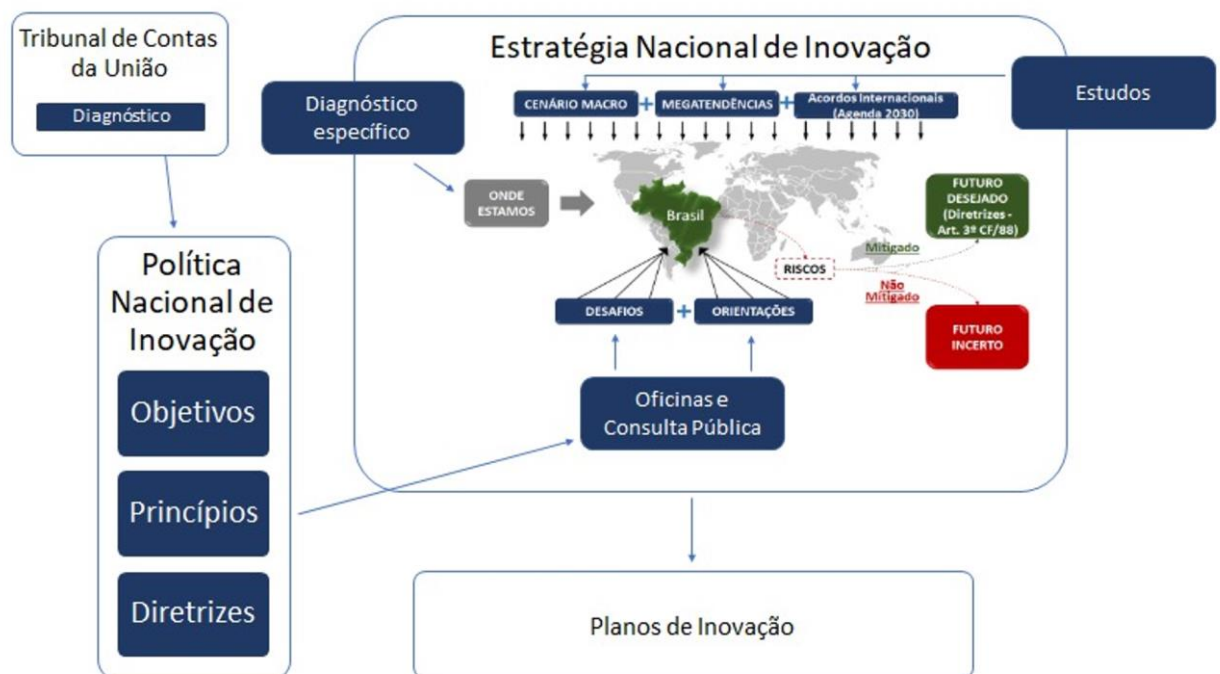 Tribunal de Contas
da União
Diagnóstico
Política
Nacional de
Inovação
Objetivos
Princípios
Diretrizes
Estratégia Nacional de Inovação
Diagnóstico
específico
Estudos
CENÁRIO MACRO + MEGATENDÊNCIAS + Acordos Internacionais
(Agenda 2030)
ONDE
ESTAMOS
Brasil
RISCOS
Mitigado
Não
Mitigado
FUTURO
DESEJADO
(Diretrizes -
Art. 3º CF/88)
FUTURO
INCERTO
DESAFIOS + ORIENTAÇÕES
Oficinas e
Consulta Pública
Planos de Inovação